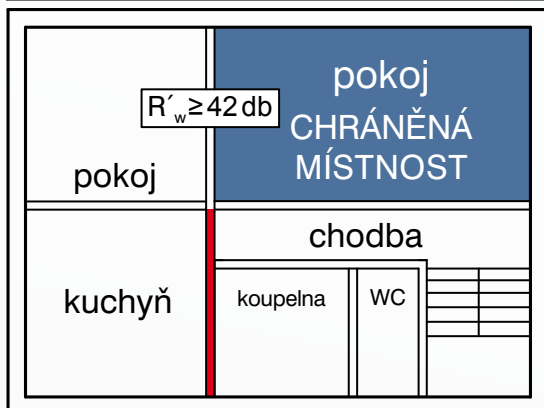 pokoj
CHRÁNĚNÁ
MÍSTNOST
R´w≥42 db
pokoj
chodba
kuchyň
koupelna
WC